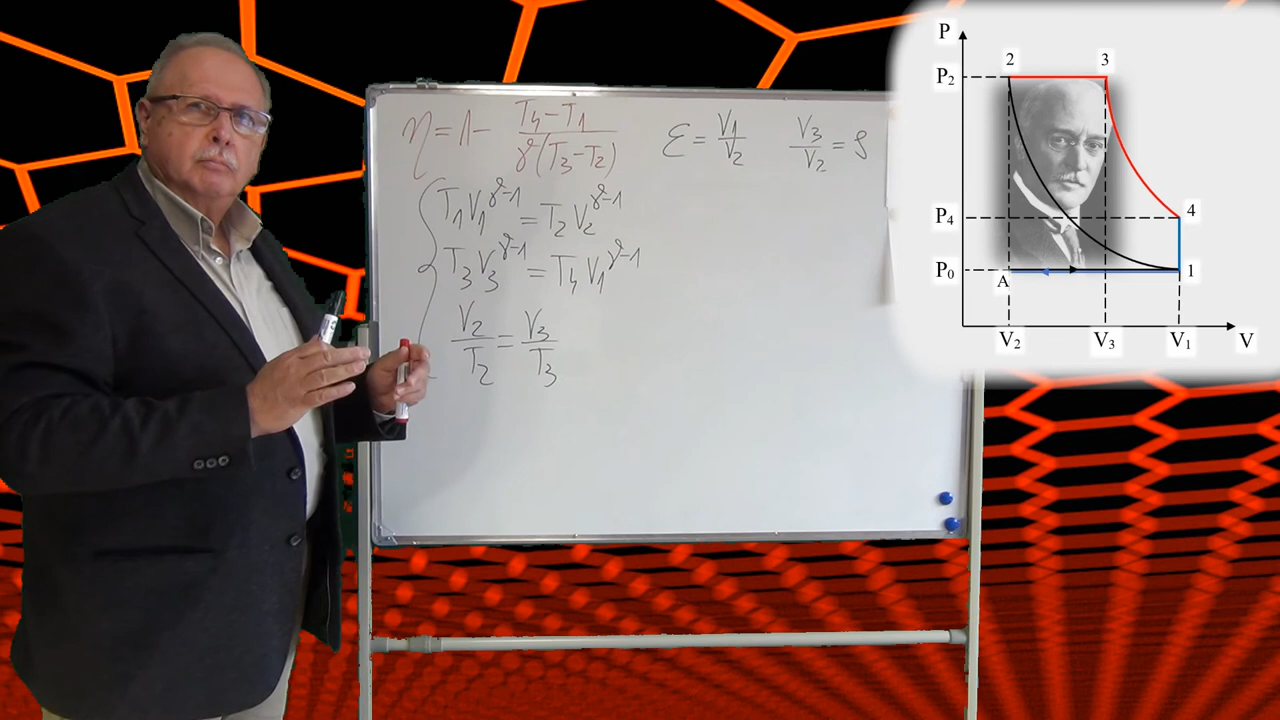 η = 1 - (T₄ - T₁) / γ(T₃ - T₂)
ε = V₁ / V₂
V₃ / V₂ = ρ
T₁V₁^γ-1 = T₂V₂^γ-1
T₃V₃^γ-1 = T₄V₁^γ-1
V₂ / T₂ = V₃ / T₃
P
2
3
P₂
P₄
4
P₀
A
1
V₂
V₃
V₁
V